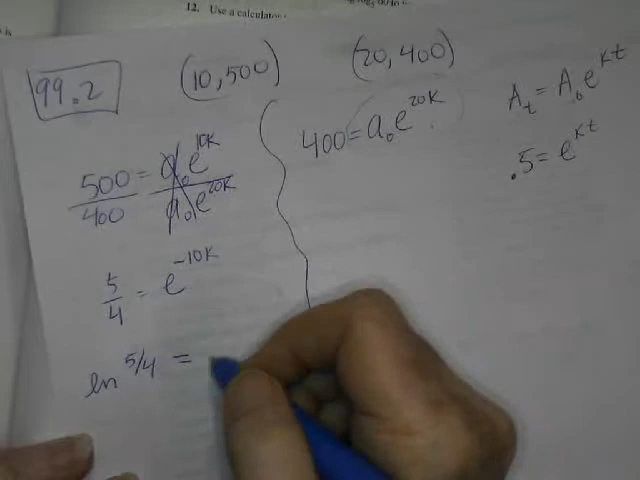 12. Use a calculator
99.2
(10,500)
(20,400)
A_t = A_0 e^{kt}
400 = a_0 e^{20K}
.5 = e^{kt}
500/400 = a_0 e^{10K}/a_0 e^{20K}
5/4 = e^{-10K}
ln 5/4 =